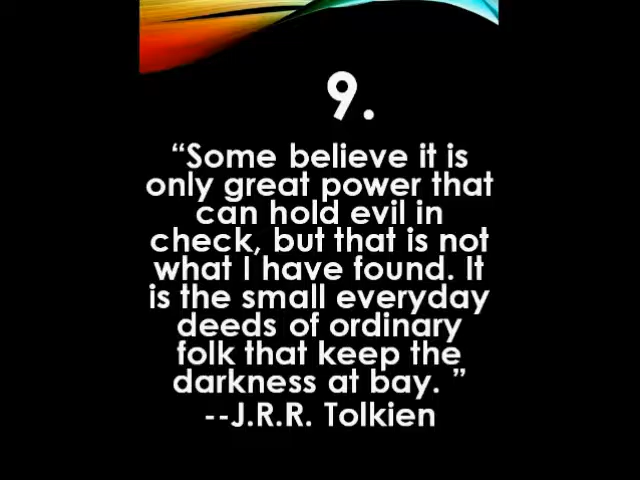 9.
“Some believe it is
only great power that
can hold evil in
check, but that is not
what I have found. It
is the small everyday
deeds of ordinary
folk that keep the
darkness at bay. ”
--J.R.R. Tolkien